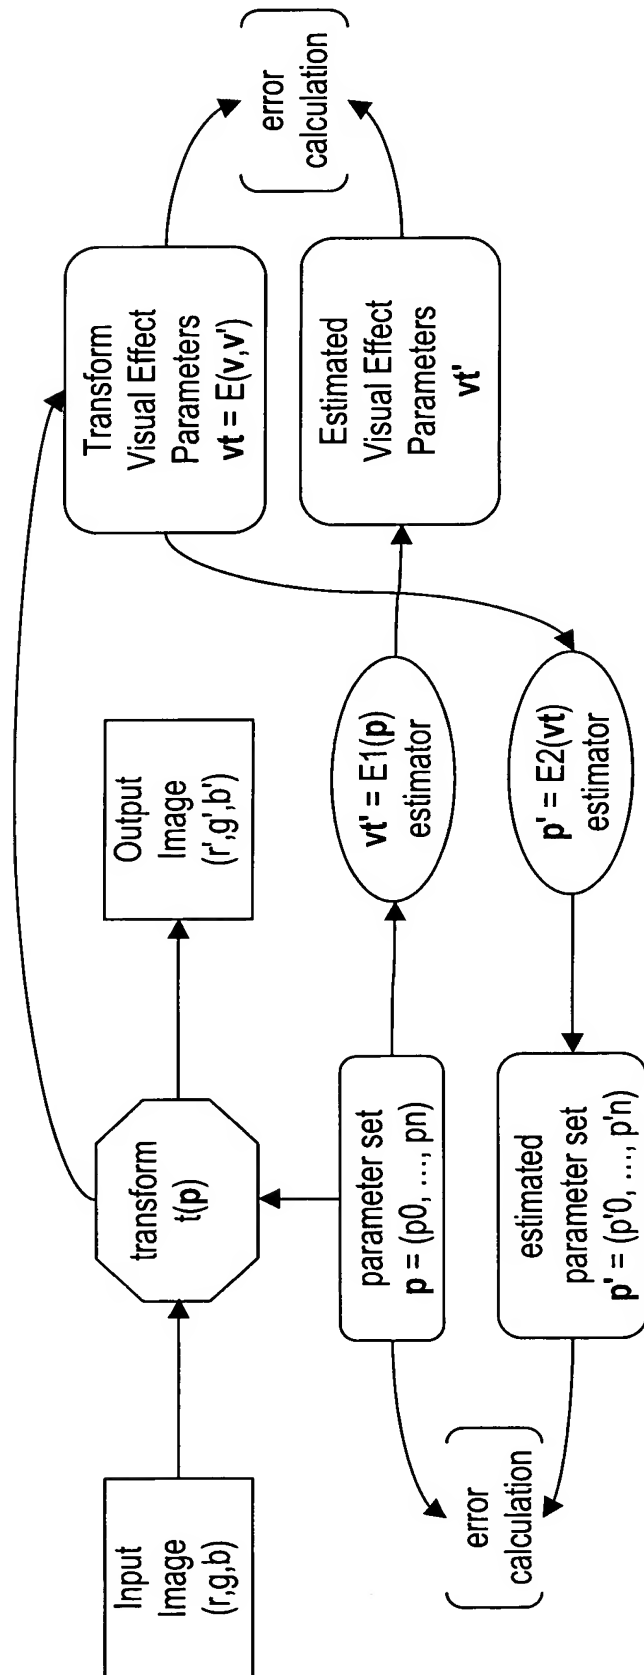 Input
Image
(r,g,b)
transform
t(p)
Output
Image
(r',g',b')
Transform
Visual Effect
Parameters
vt = E(v,v')
error
calculation
parameter set
p = (p0, ..., pn)
vt' = E1(p)
estimator
Estimated
Visual Effect
Parameters
vt'
error
calculation
estimated
parameter set
p' = (p'0, ..., p'n)
p' = E2(vt)
estimator